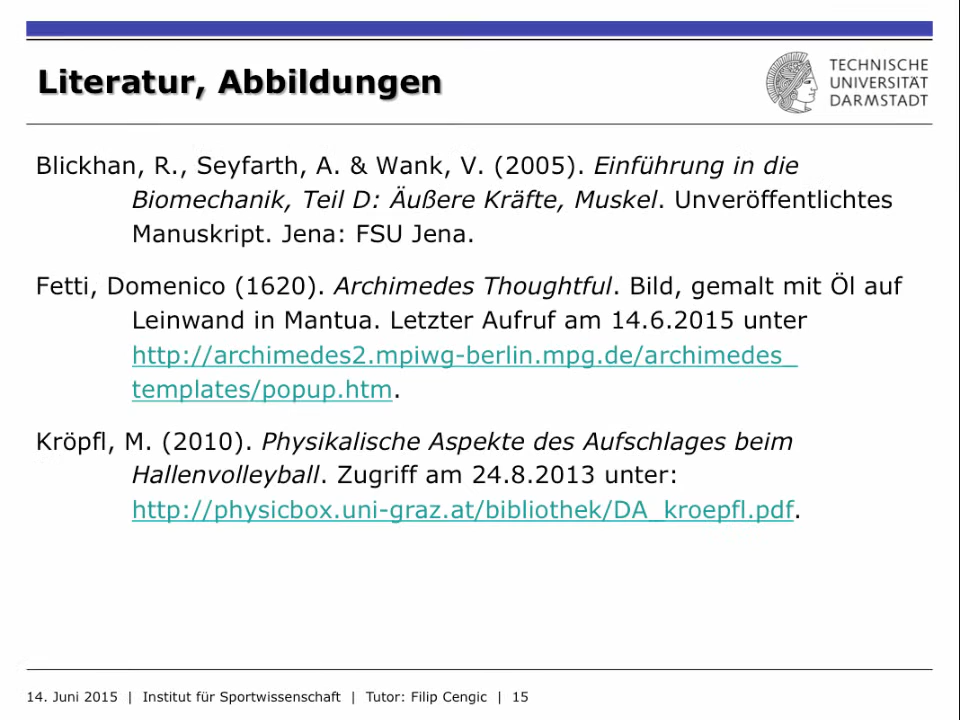 Literatur, Abbildungen
TECHNISCHE
UNIVERSITÄT
DARMSTADT
Blickhan, R., Seyfarth, A. & Wank, V. (2005). Einführung in die
Biomechanik, Teil D: Äußere Kräfte, Muskel. Unveröffentlichtes
Manuskript. Jena: FSU Jena.
Fetti, Domenico (1620). Archimedes Thoughtful. Bild, gemalt mit Öl auf
Leinwand in Mantua. Letzter Aufruf am 14.6.2015 unter
http://archimedes2.mpiwg-berlin.mpg.de/archimedes_
templates/popup.htm.
Kröpfl, M. (2010). Physikalische Aspekte des Aufschlages beim
Hallenvolleyball. Zugriff am 24.8.2013 unter:
http://physicbox.uni-graz.at/bibliothek/DA_kroepfl.pdf.
14. Juni 2015 | Institut für Sportwissenschaft | Tutor: Filip Cengic | 15